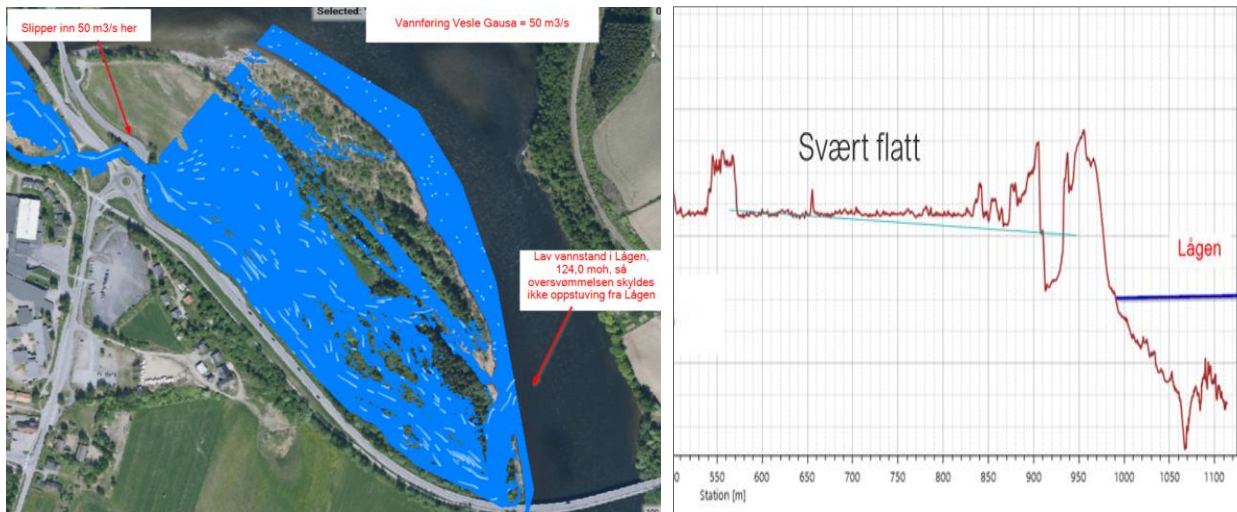 Selected:
Vannføring Vesle Gausa = 50 m3/s
Slipper inn 50 m3/s her
Lav vannstand i Lågen,
124,0 moh, så
oversvømmelsen skyldes
ikke oppstuving fra Lågen
Svært flatt
Lågen
550 600 650 700 750 800 850 900 950 1000 1050 1100
Station [m]